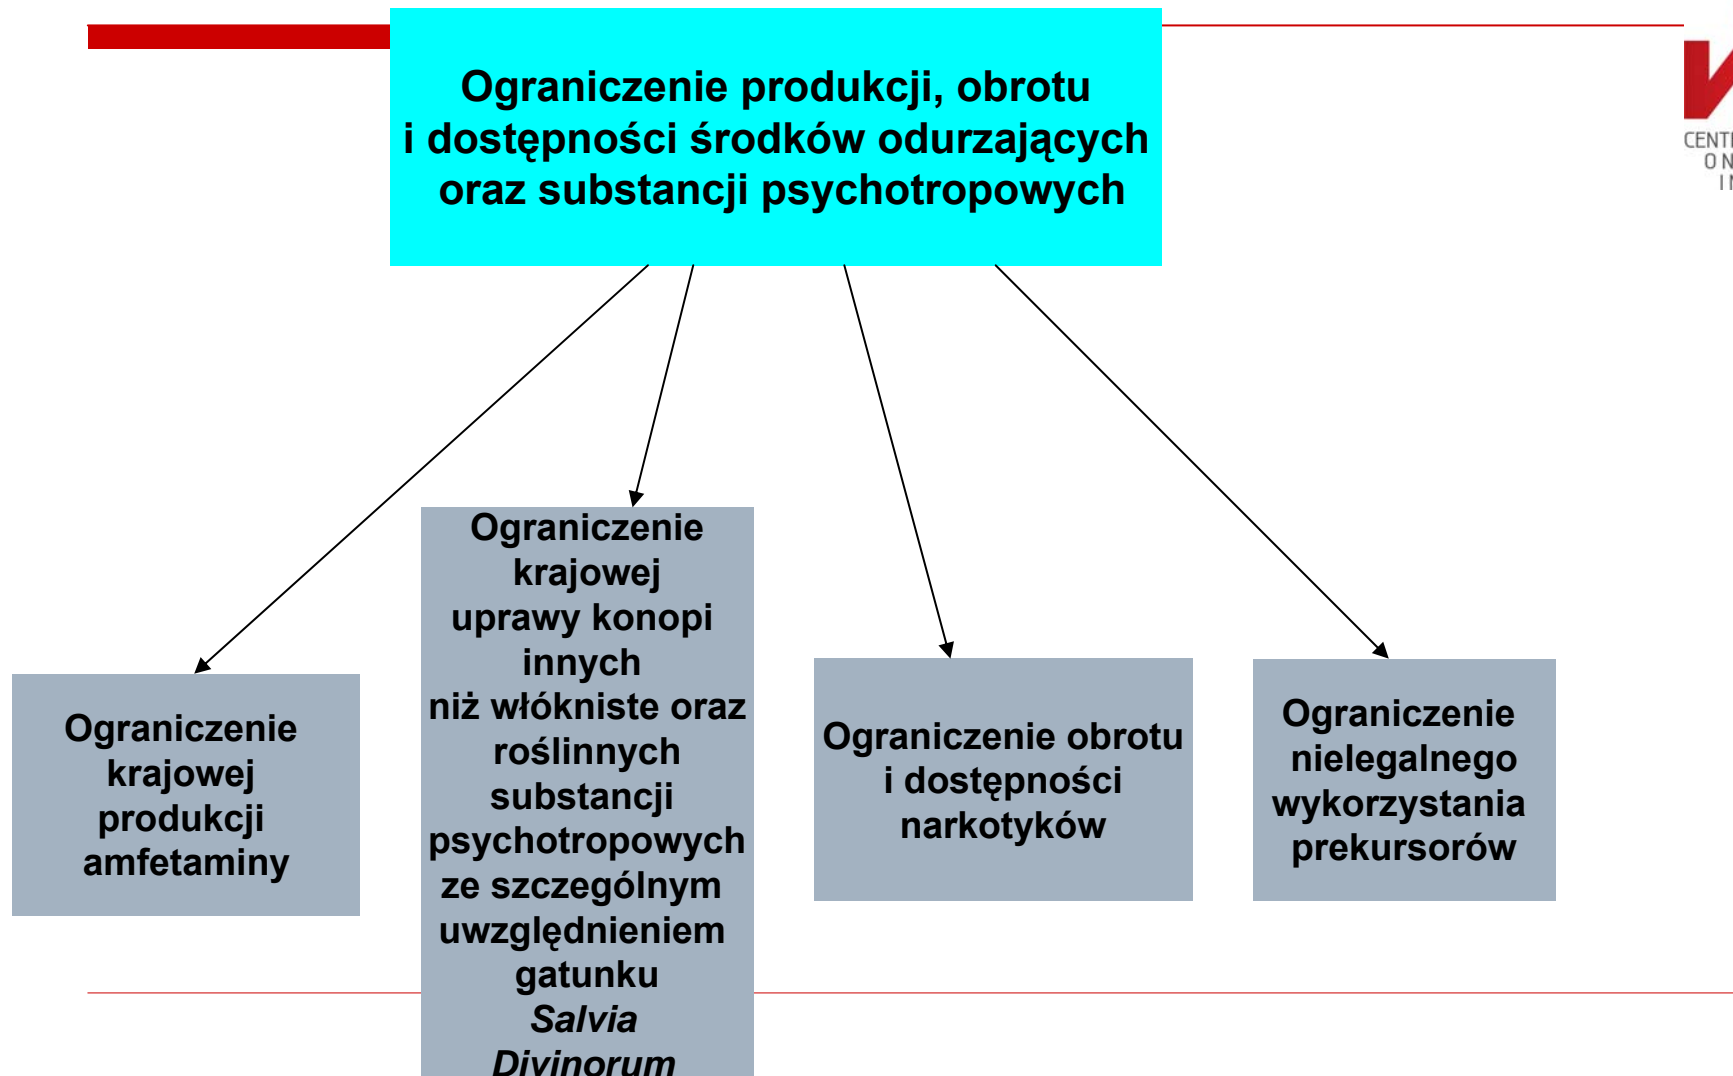 Ograniczenie produkcji, obrotu
i dostępności środków odurzających
oraz substancji psychotropowych
Ograniczenie
krajowej
produkcji
amfetaminy
Ograniczenie
krajowej
uprawy konopi
innych
niż włókniste oraz
roślinnych
substancji
psychotropowych
ze szczególnym
uwzględnieniem
gatunku
Salvia
Divinorum
Ograniczenie obrotu
i dostępności
narkotyków
Ograniczenie
nielegalnego
wykorzystania
prekursorów